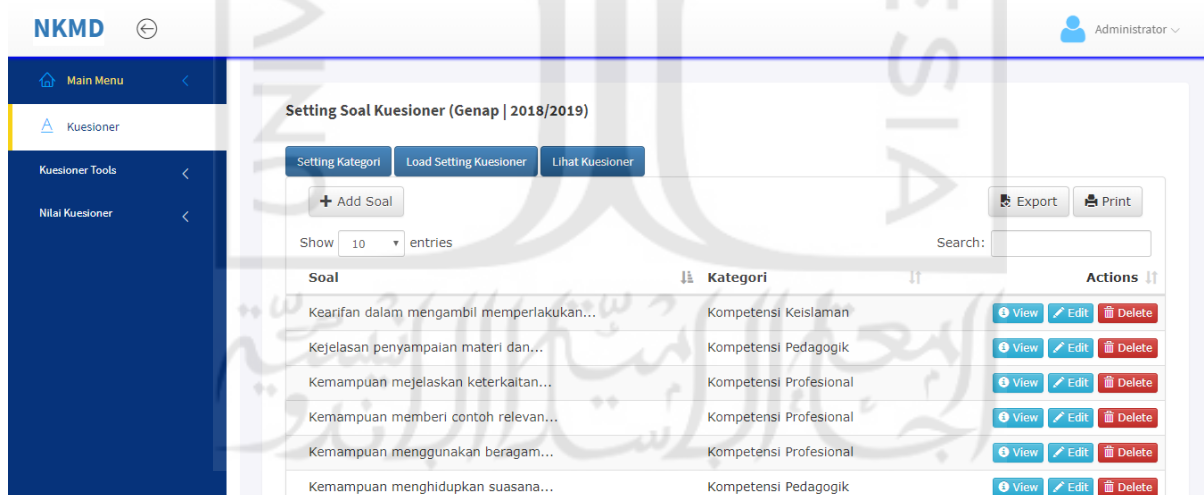 NKMD
Administrator
Main Menu
Kuesioner
Kuesioner Tools
Nilai Kuesioner
Setting Soal Kuesioner (Genap | 2018/2019)
Setting Kategori Load Setting Kuesioner Lihat Kuesioner
+ Add Soal Export Print
Show 10 entries Search:
Soal Kategori Actions
Kearifan dalam mengambil memperlakukan... Kompetensi Keislaman View Edit Delete
Kejelasan penyampaian materi dan... Kompetensi Pedagogik View Edit Delete
Kemampuan mejelaskan keterkaitan... Kompetensi Profesional View Edit Delete
Kemampuan memberi contoh relevan... Kompetensi Profesional View Edit Delete
Kemampuan menggunakan beragam... Kompetensi Profesional View Edit Delete
Kemampuan menghidupkan suasana... Kompetensi Pedagogik View Edit Delete